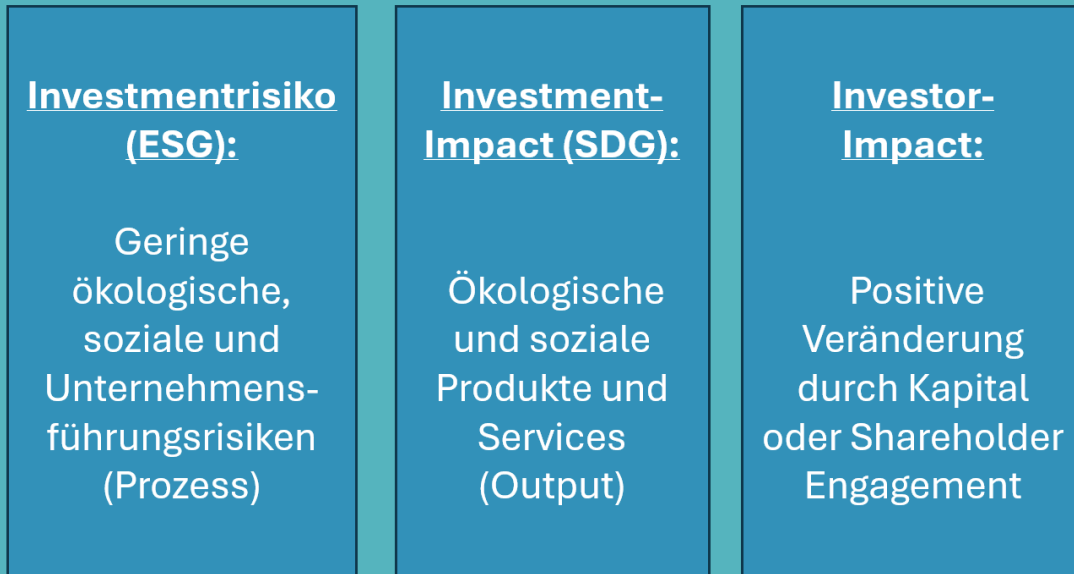 Investmentrisiko
(ESG):
Geringe
ökologische,
soziale und
Unternehmens-
führungsrisiken
(Prozess)
Investment-
Impact (SDG):
Ökologische
und soziale
Produkte und
Services
(Output)
Investor-
Impact:
Positive
Veränderung
durch Kapital
oder Shareholder
Engagement